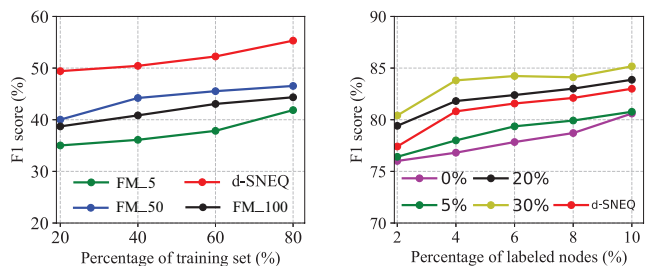 60
50
40
30
20
F1 score (%)
FM_5
d-SNEQ
FM_50
FM_100
20
40
60
80
Percentage of training set (%)
90
85
80
75
70
F1 score (%)
0%
20%
5%
30%
d-SNEQ
2
4
6
8
10
Percentage of labeled nodes (%)